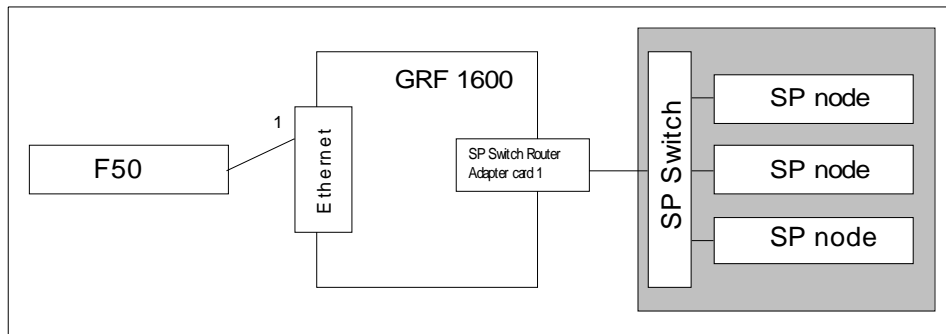 F50
1
Ethernet
GRF 1600
SP Switch Router
Adapter card 1
SP Switch
SP node
SP node
SP node